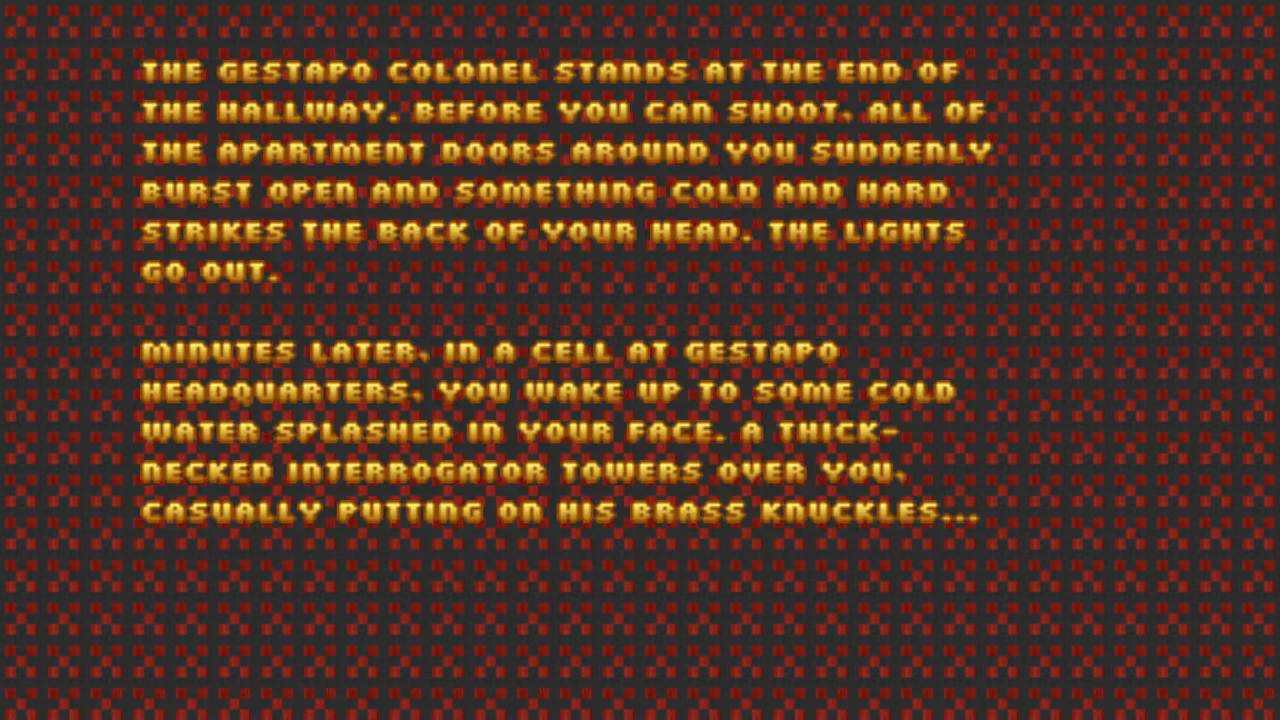 THE GESTAPO COLONEL STANDS AT THE END OF
THE HALLWAY. BEFORE YOU CAN SHOOT, ALL OF
THE APARTMENT DOORS AROUND YOU SUDDENLY
BURST OPEN AND SOMETHING COLD AND HARD
STRIKES THE BACK OF YOUR HEAD. THE LIGHTS
GO OUT.
MINUTES LATER, IN A CELL AT GESTAPO
HEADQUARTERS, YOU WAKE UP TO SOME COLD
WATER SPLASHED IN YOUR FACE. A THICK-
NECKED INTERROGATOR TOWERS OVER YOU,
CASUALLY PUTTING ON HIS BRASS KNUCKLES...